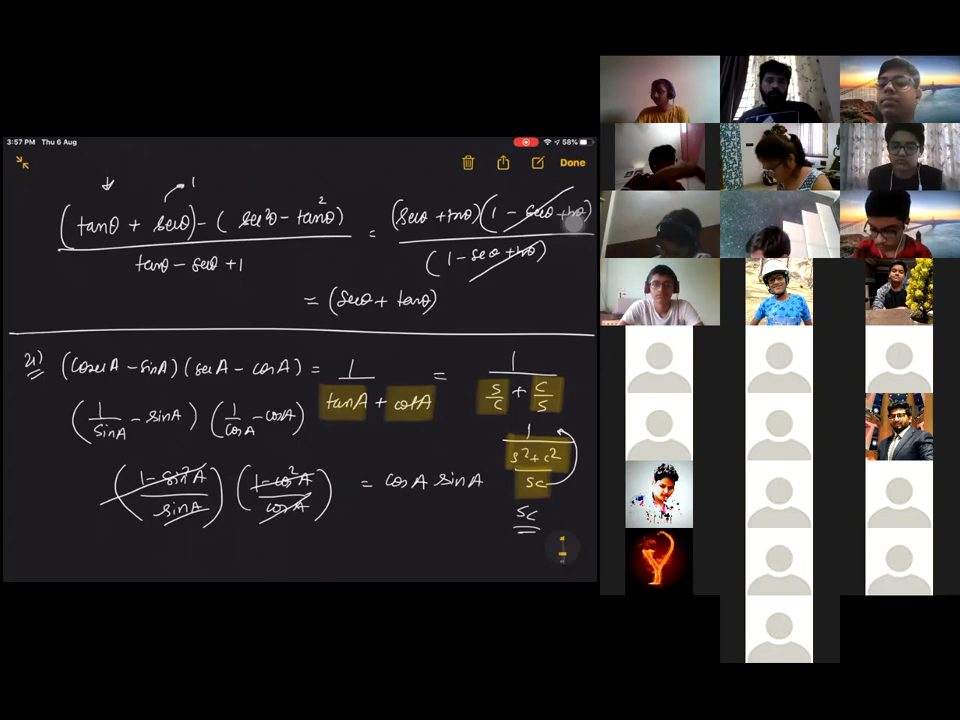 3:57 PM Thu 6 Aug 58%
Done
↓ 1
(tanθ + secθ) - (sec²θ - tan²θ) / tanθ - secθ + 1 = (secθ + tanθ)(1 - secθ + tanθ) / (1 - secθ + tanθ)
= (secθ + tanθ)
(cosecA - sinA)(secA - cosA) = 1 / tanA + cotA = 1 / s/c + c/s
(1/sinA - sinA)(1/cosA - cosA)
1 / s²+c² / sc
(1-sin²A / sinA)(1-cos²A / cosA) = cosA sinA
sc